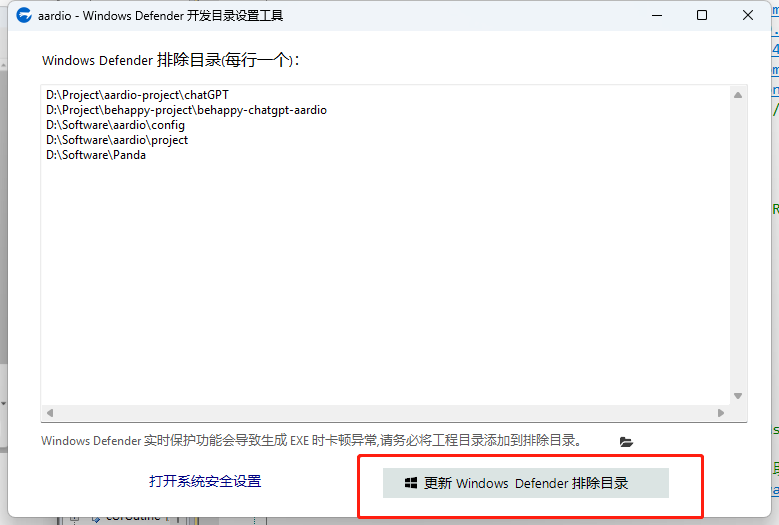 aardio - Windows Defender 开发目录设置工具
Windows Defender 排除目录(每行一个)：
D:\Project\aardio-project\chatGPT
D:\Project\behappy-project\behappy-chatgpt-aardio
D:\Software\aardio\config
D:\Software\aardio\project
D:\Software\Panda
Windows Defender 实时保护功能会导致生成 EXE 时卡顿异常,请务必将工程目录添加到排除目录。
打开系统安全设置
更新 Windows Defender 排除目录